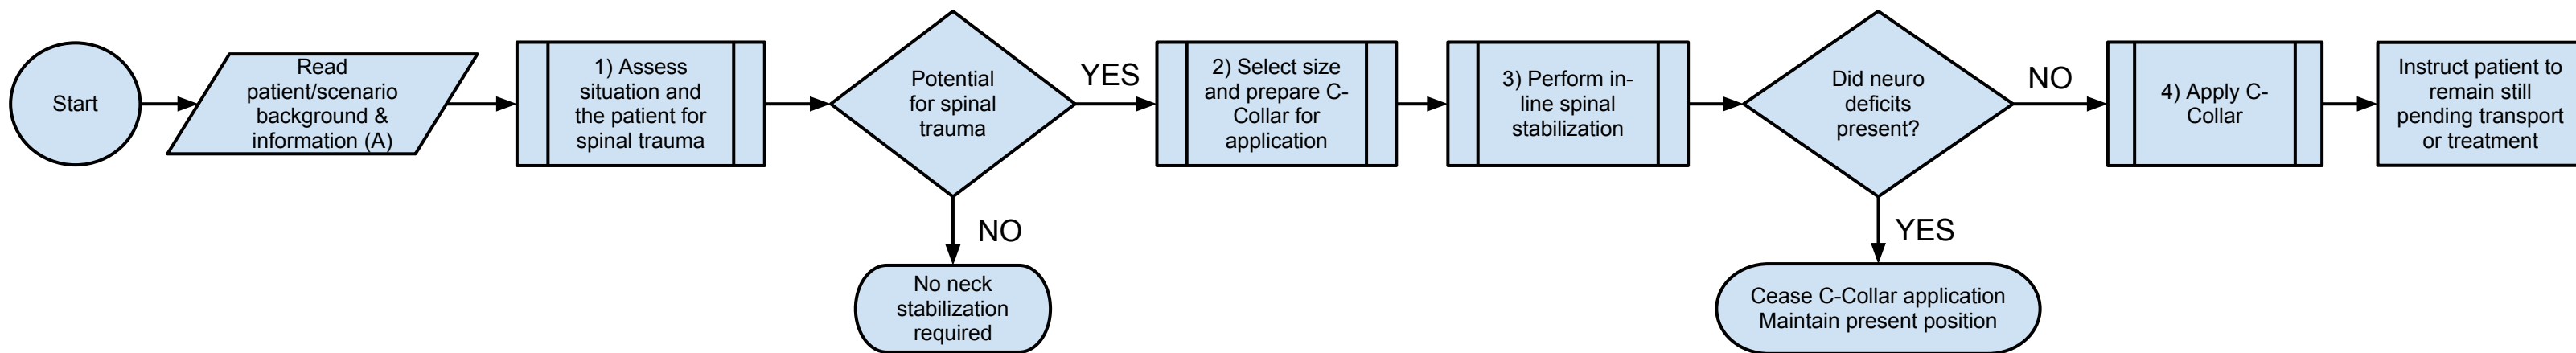 Start
Read
patient/scenario
background &
information (A)
1) Assess
situation and
the patient for
spinal trauma
Potential
for spinal
trauma
YES
NO
No neck
stabilization
required
2) Select size
and prepare C-
Collar for
application
3) Perform in-
line spinal
stabilization
Did neuro
deficits
present?
NO
YES
Cease C-Collar application
Maintain present position
4) Apply C-
Collar
Instruct patient to
remain still
pending transport
or treatment